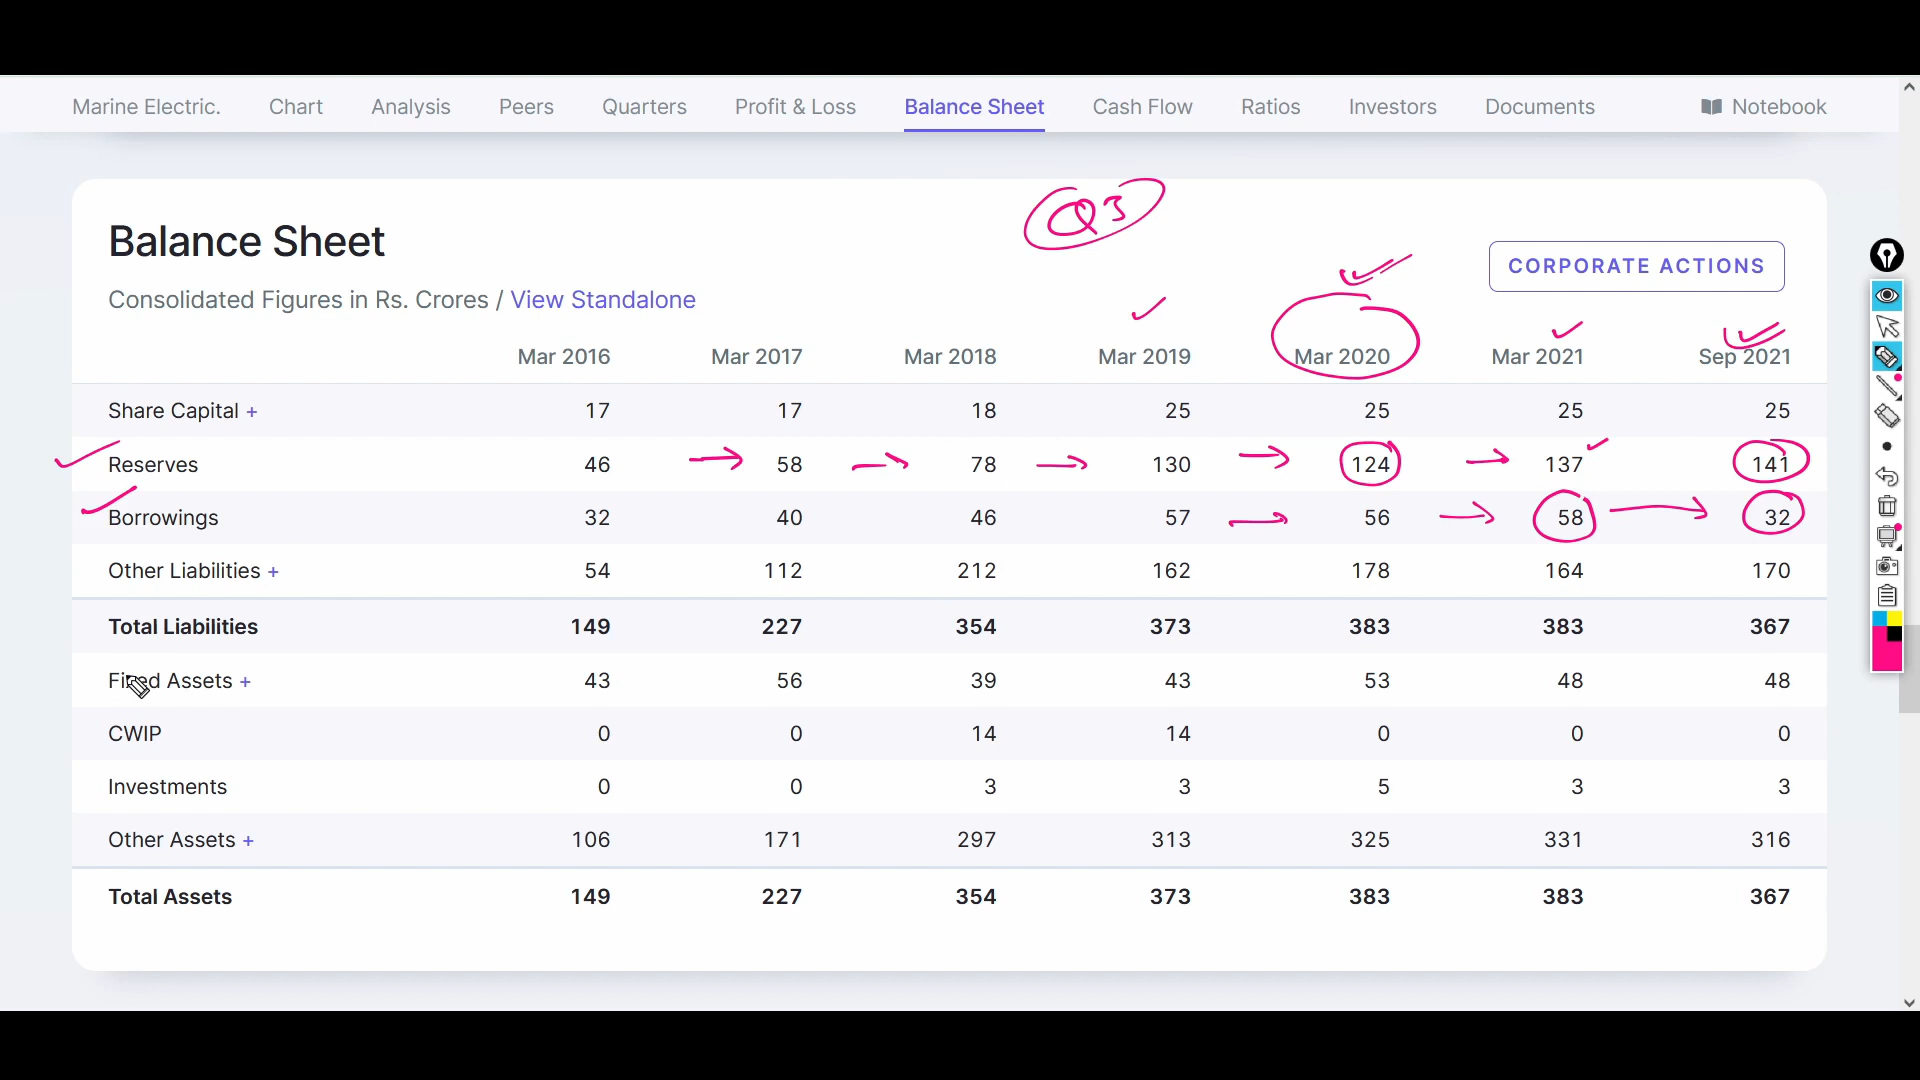 Marine Electric. Chart Analysis Peers Quarters Profit & Loss Balance Sheet Cash Flow Ratios Investors Documents Notebook
Q3
Balance Sheet
CORPORATE ACTIONS
Consolidated Figures in Rs. Crores / View Standalone
Mar 2016 Mar 2017 Mar 2018 Mar 2019 Mar 2020 Mar 2021 Sep 2021
Share Capital + 17 17 18 25 25 25 25
Reserves 46 58 78 130 124 137 141
Borrowings 32 40 46 57 56 58 32
Other Liabilities + 54 112 212 162 178 164 170
Total Liabilities 149 227 354 373 383 383 367
Fixed Assets + 43 56 39 43 53 48 48
CWIP 0 0 14 14 0 0 0
Investments 0 0 3 3 5 3 3
Other Assets + 106 171 297 313 325 331 316
Total Assets 149 227 354 373 383 383 367